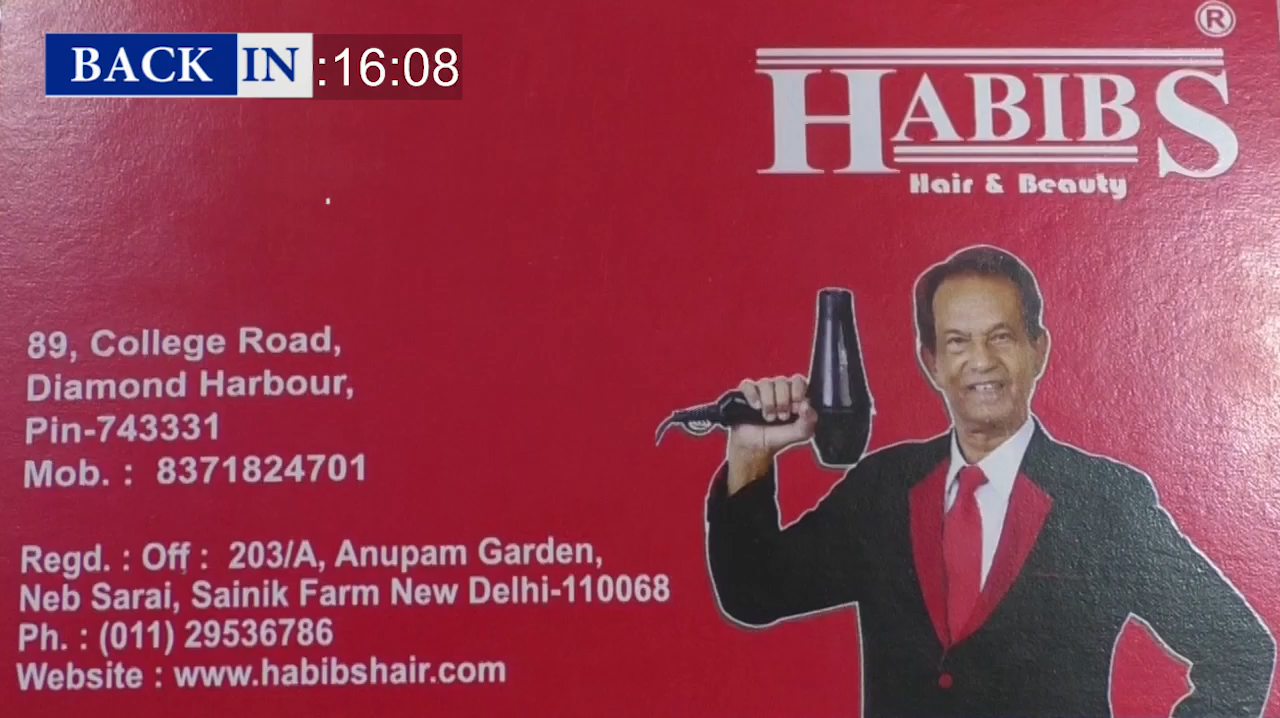 BACK IN :16:08
®
HABIBS
Hair & Beauty
89, College Road,
Diamond Harbour,
Pin-743331
Mob. : 8371824701
Regd. : Off : 203/A, Anupam Garden,
Neb Sarai, Sainik Farm New Delhi-110068
Ph. : (011) 29536786
Website : www.habibshair.com